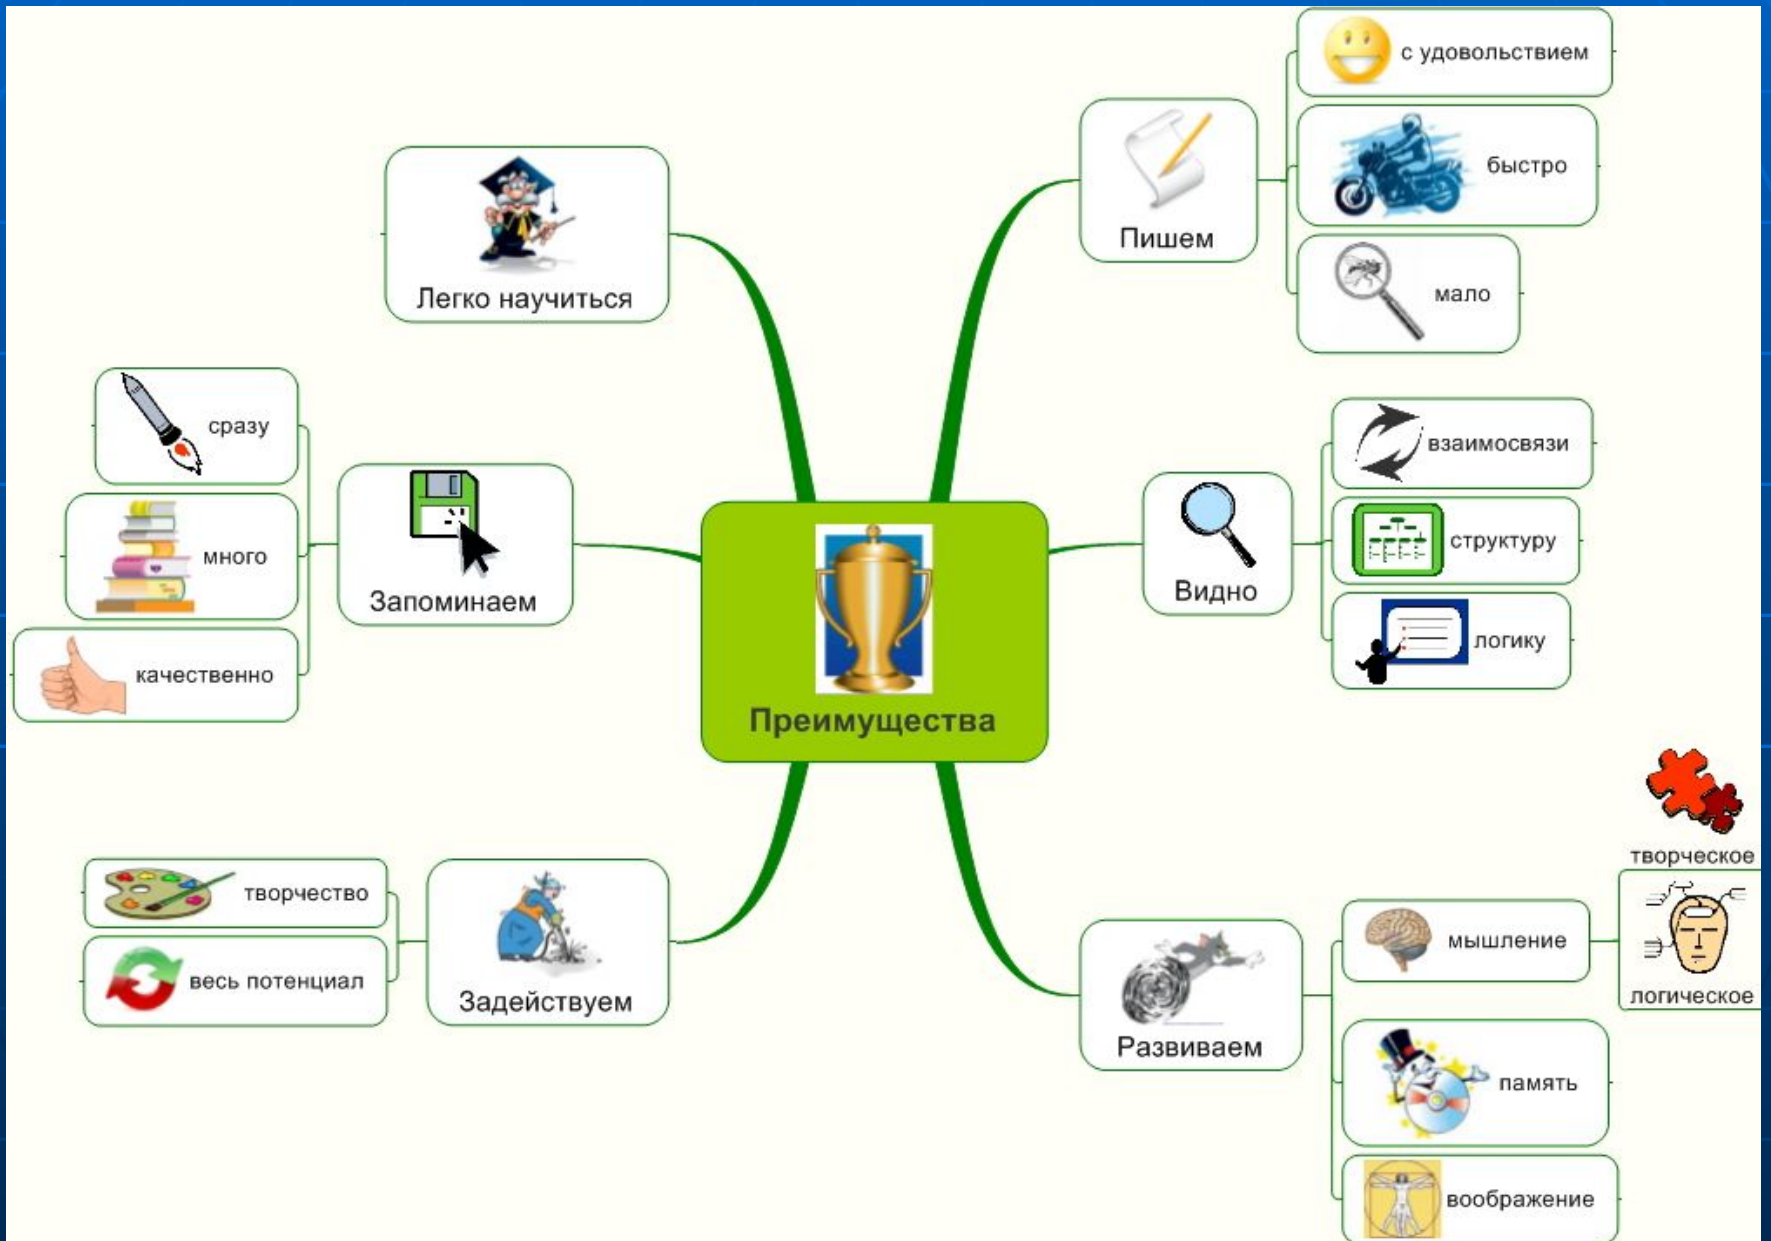 Преимущества
Пишем
с удовольствием
быстро
мало
Видно
взаимосвязи
структуру
логику
Развиваем
мышление
творческое
логическое
память
воображение
Легко научиться
Запоминаем
сразу
много
качественно
Задействуем
творчество
весь потенциал